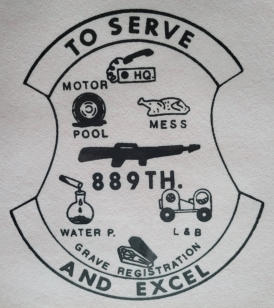 TO SERVE
HQ.
MOTOR
POOL
MESS
889TH.
WATER P.
L & B
GRAVE REGISTRATION
AND EXCEL